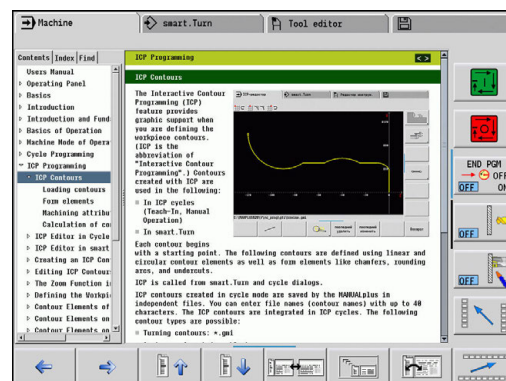 Machine
smart.Turn
Tool editor
Contents Index Find
Users Manual
Operating Panel
Basics
Introduction
Introduction and Fund
Basics of Operation
Machine Mode of Opera
Cycle Programming
ICP Programming
ICP Contours
Loading contours
Form elements
Machining attribu
Calculation of co
ICP Editor in Cycle
ICP Editor in smart
Creating an ICP Con
Editing ICP Contour
The Zoom Function i
Defining the Workpie
Contour Elements of
Contour Elements on
Contour Elements on
ICP Programming
<>
ICP Contours
The Interactive Contour
Programming (ICP)
feature provides
graphic support when
you are defining the
workpiece contours.
(ICP is the
abbreviation of
"Interactive Contour
Programming".) Contours
created with ICP are
used in the following:
In ICP cycles
(Teach-In, Manual
Operation)
In smart.Turn
Each contour begins
with a starting point. The following contours are defined using linear and
circular contour elements as well as form elements like chamfers, rounding
arcs, and undercuts.
ICP is called from smart.Turn and cycle dialogs.
ICP contours created in cycle mode are saved by the MANUALplus in
independent files. You can enter file names (contour names) with up to 40
characters. The ICP contours are integrated in ICP cycles. The following
contour types are possible:
Turning contours: *.gmi
END PGM
OFF
OFF ON
OFF
OFF